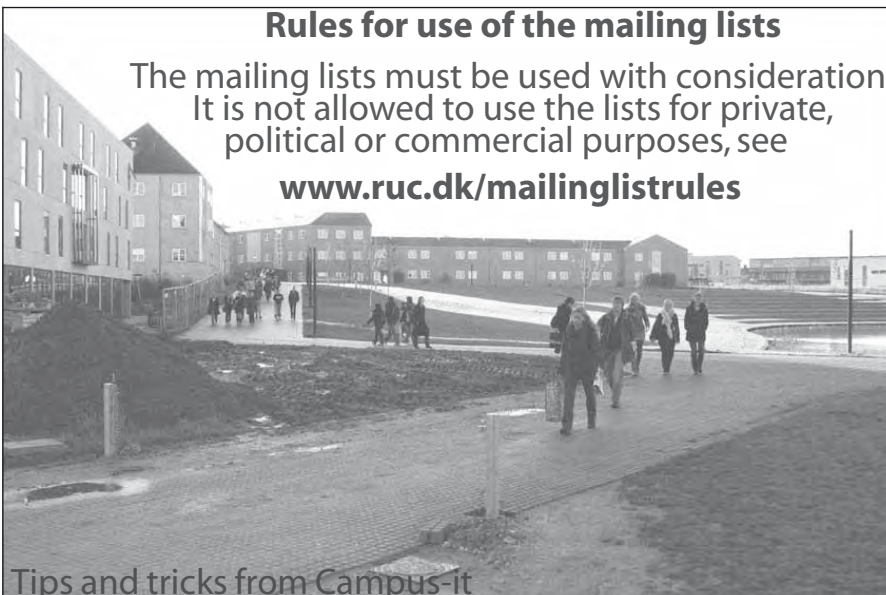 Rules for use of the mailing lists
The mailing lists must be used with consideration
It is not allowed to use the lists for private,
political or commercial purposes, see
www.ruc.dk/mailinglistrules
Tips and tricks from Campus-it